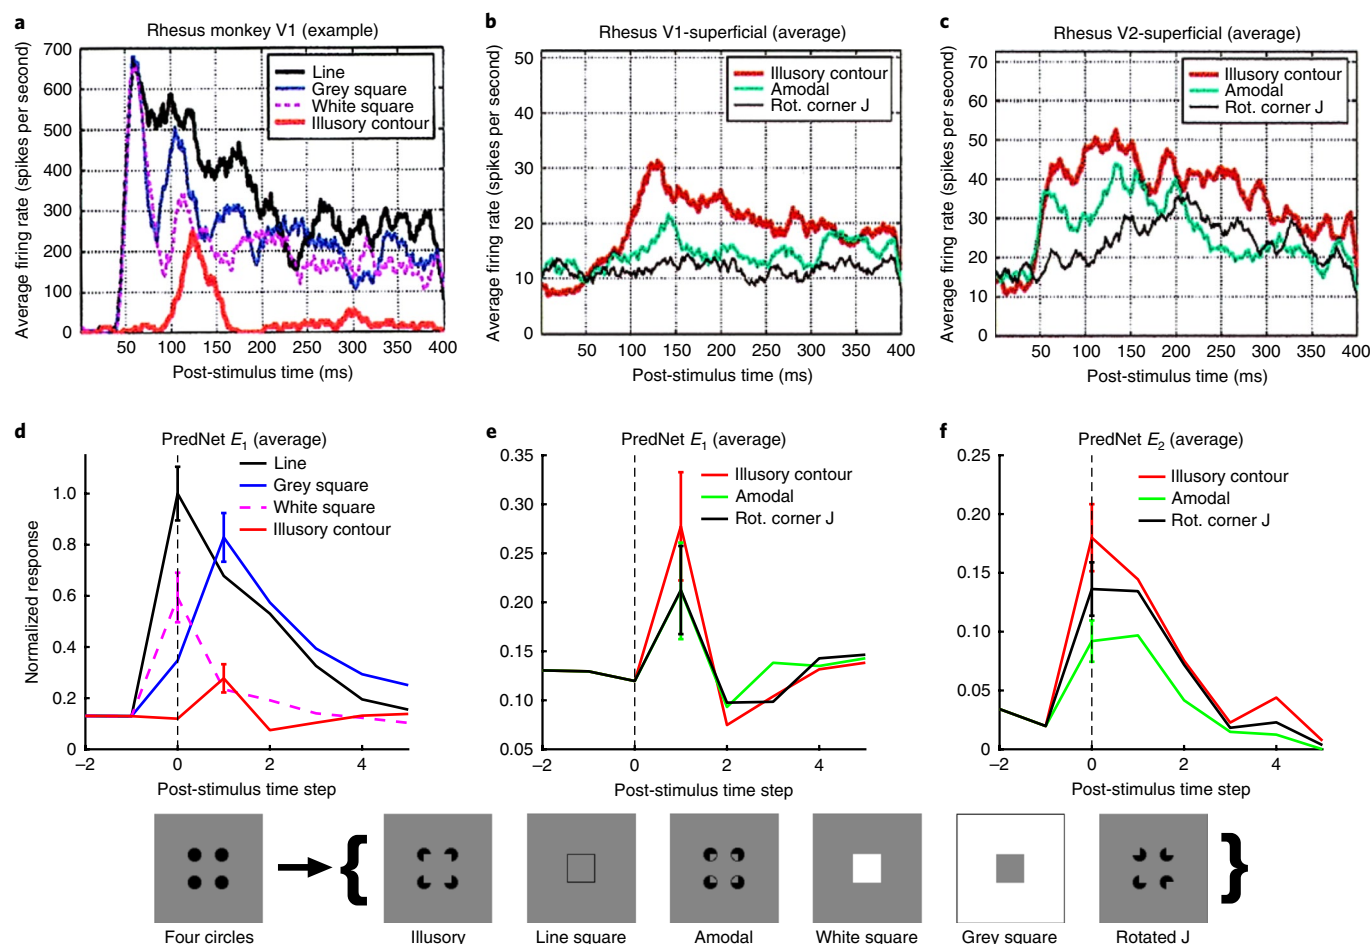 a
Rhesus monkey V1 (example)
Average firing rate (spikes per second)
700
600
500
400
300
200
100
0
50 100 150 200 250 300 350 400
Post-stimulus time (ms)
Line
Grey square
White square
Illusory contour
b
Rhesus V1-superficial (average)
Average firing rate (spikes per second)
50
40
30
20
10
0
50 100 150 200 250 300 350 400
Post-stimulus time (ms)
Illusory contour
Amodal
Rot. corner J
c
Rhesus V2-superficial (average)
Average firing rate (spikes per second)
70
60
50
40
30
20
10
0
50 100 150 200 250 300 350 400
Post-stimulus time (ms)
Illusory contour
Amodal
Rot. corner J
d
PredNet E1 (average)
Normalized response
1.0
0.8
0.6
0.4
0.2
0
−2 0 2 4
Post-stimulus time step
Line
Grey square
White square
Illusory contour
e
PredNet E1 (average)
0.35
0.30
0.25
0.20
0.15
0.10
0.05
−2 0 2 4
Post-stimulus time step
Illusory contour
Amodal
Rot. corner J
f
PredNet E2 (average)
0.25
0.20
0.15
0.10
0.05
0
−2 0 2 4
Post-stimulus time step
Illusory contour
Amodal
Rot. corner J
{ }
Four circles
Illusory
Line square
Amodal
White square
Grey square
Rotated J